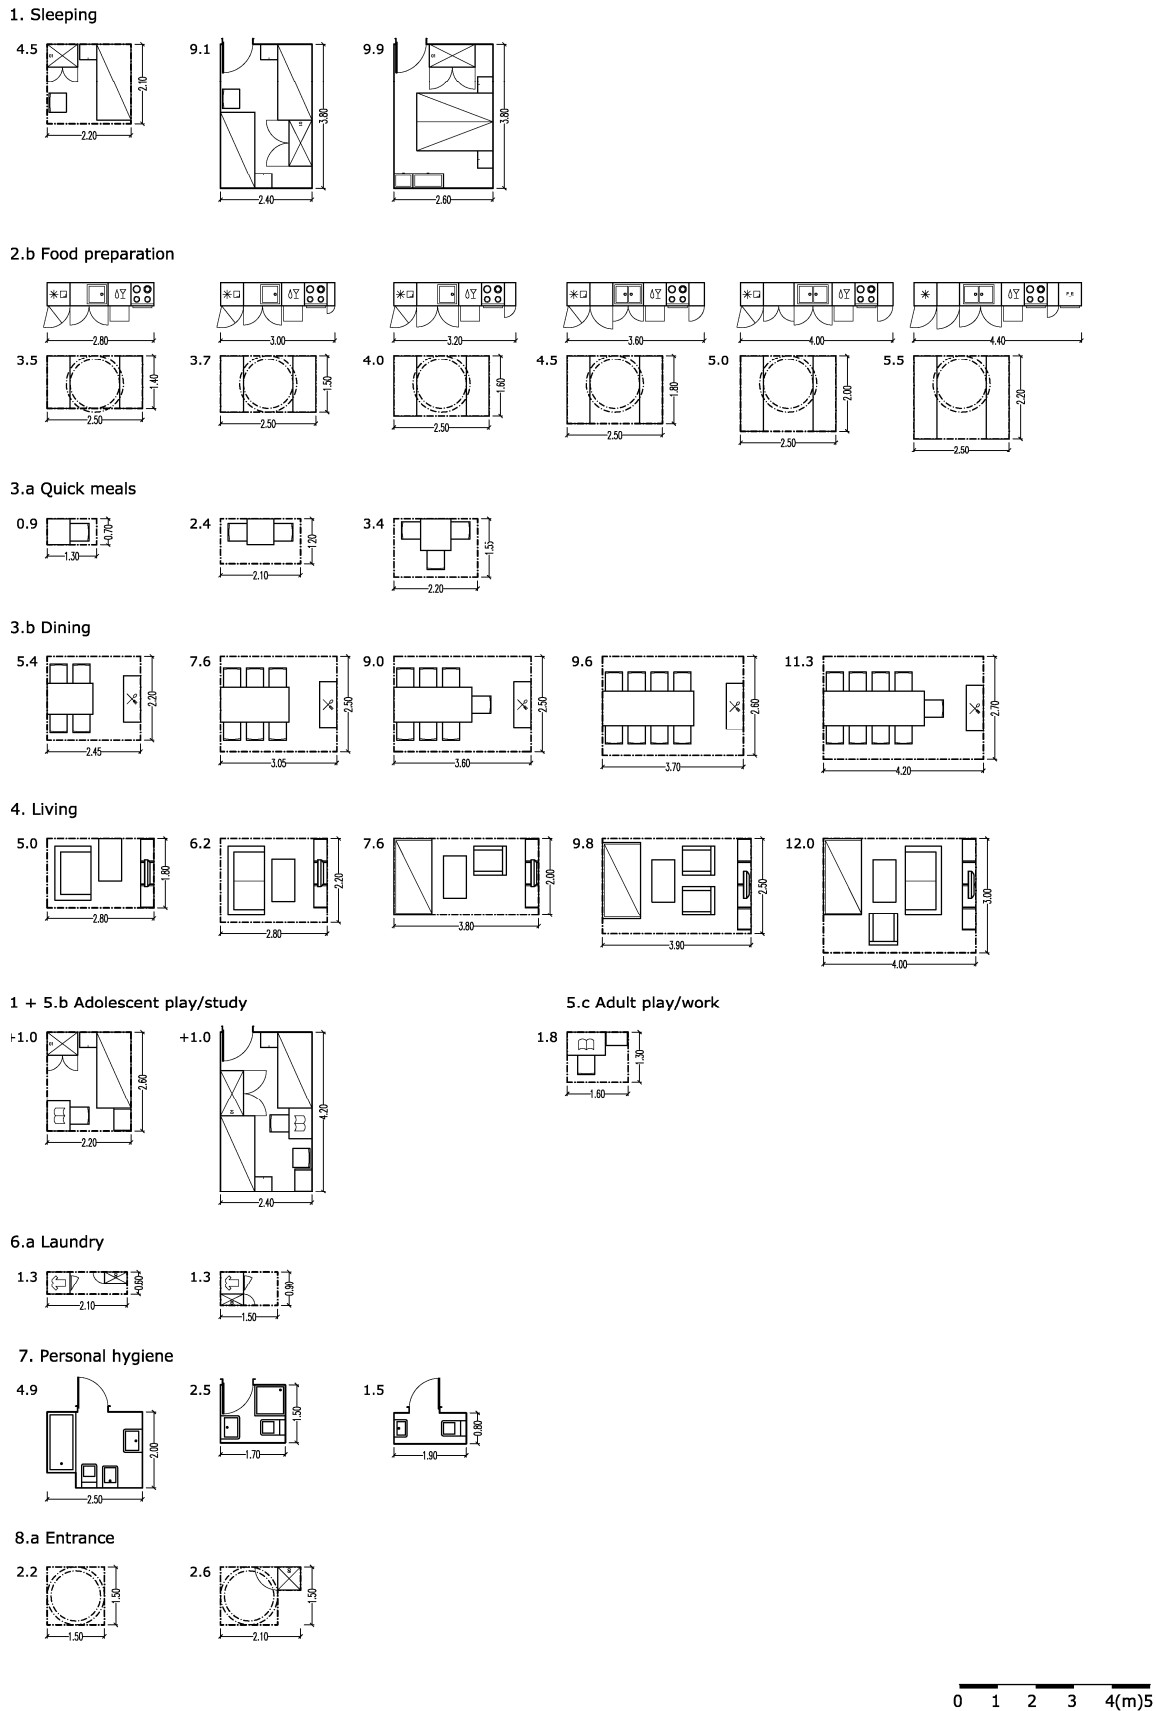 1. Sleeping
4.5 9.1 9.9
2.10 3.80 3.80
2.20 2.40 2.60
2.b Food preparation
2.80 3.00 3.20 3.60 4.00 4.40
3.5 3.7 4.0 4.5 5.0 5.5
1.40 1.50 1.60 1.80 2.00 2.20
2.50 2.50 2.50 2.50 2.50 2.50
3.a Quick meals
0.9 2.4 3.4
0.70 1.20 1.55
1.30 2.10 2.20
3.b Dining
5.4 7.6 9.0 9.6 11.3
2.20 2.50 2.50 2.60 2.70
2.45 3.05 3.60 3.70 4.20
4. Living
5.0 6.2 7.6 9.8 12.0
1.80 2.20 2.00 2.50 3.00
2.80 2.80 3.80 3.90 4.00
1 + 5.b Adolescent play/study 5.c Adult play/work
+1.0 +1.0 1.8
2.60 4.20 1.30
2.20 2.40 1.60
6.a Laundry
1.3 1.3
0.60 0.90
2.10 1.50
7. Personal hygiene
4.9 2.5 1.5
2.00 1.50 0.80
2.50 1.70 1.90
8.a Entrance
2.2 2.6
1.50 1.50
1.50 2.10
0 1 2 3 4(m)5